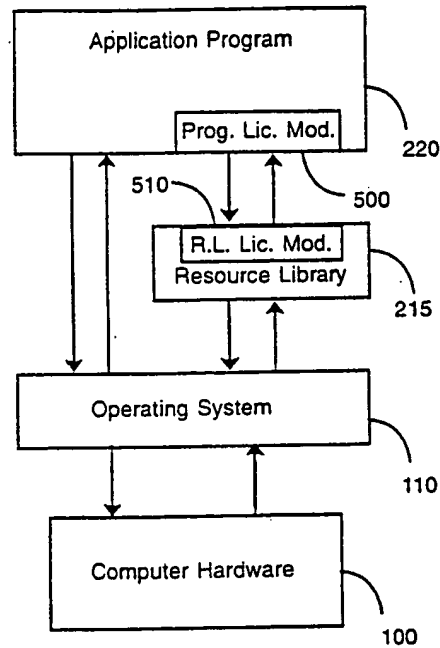 Application Program
Prog. Lic. Mod.
220
500
510
R.L. Lic. Mod.
Resource Library
215
Operating System
110
Computer Hardware
100